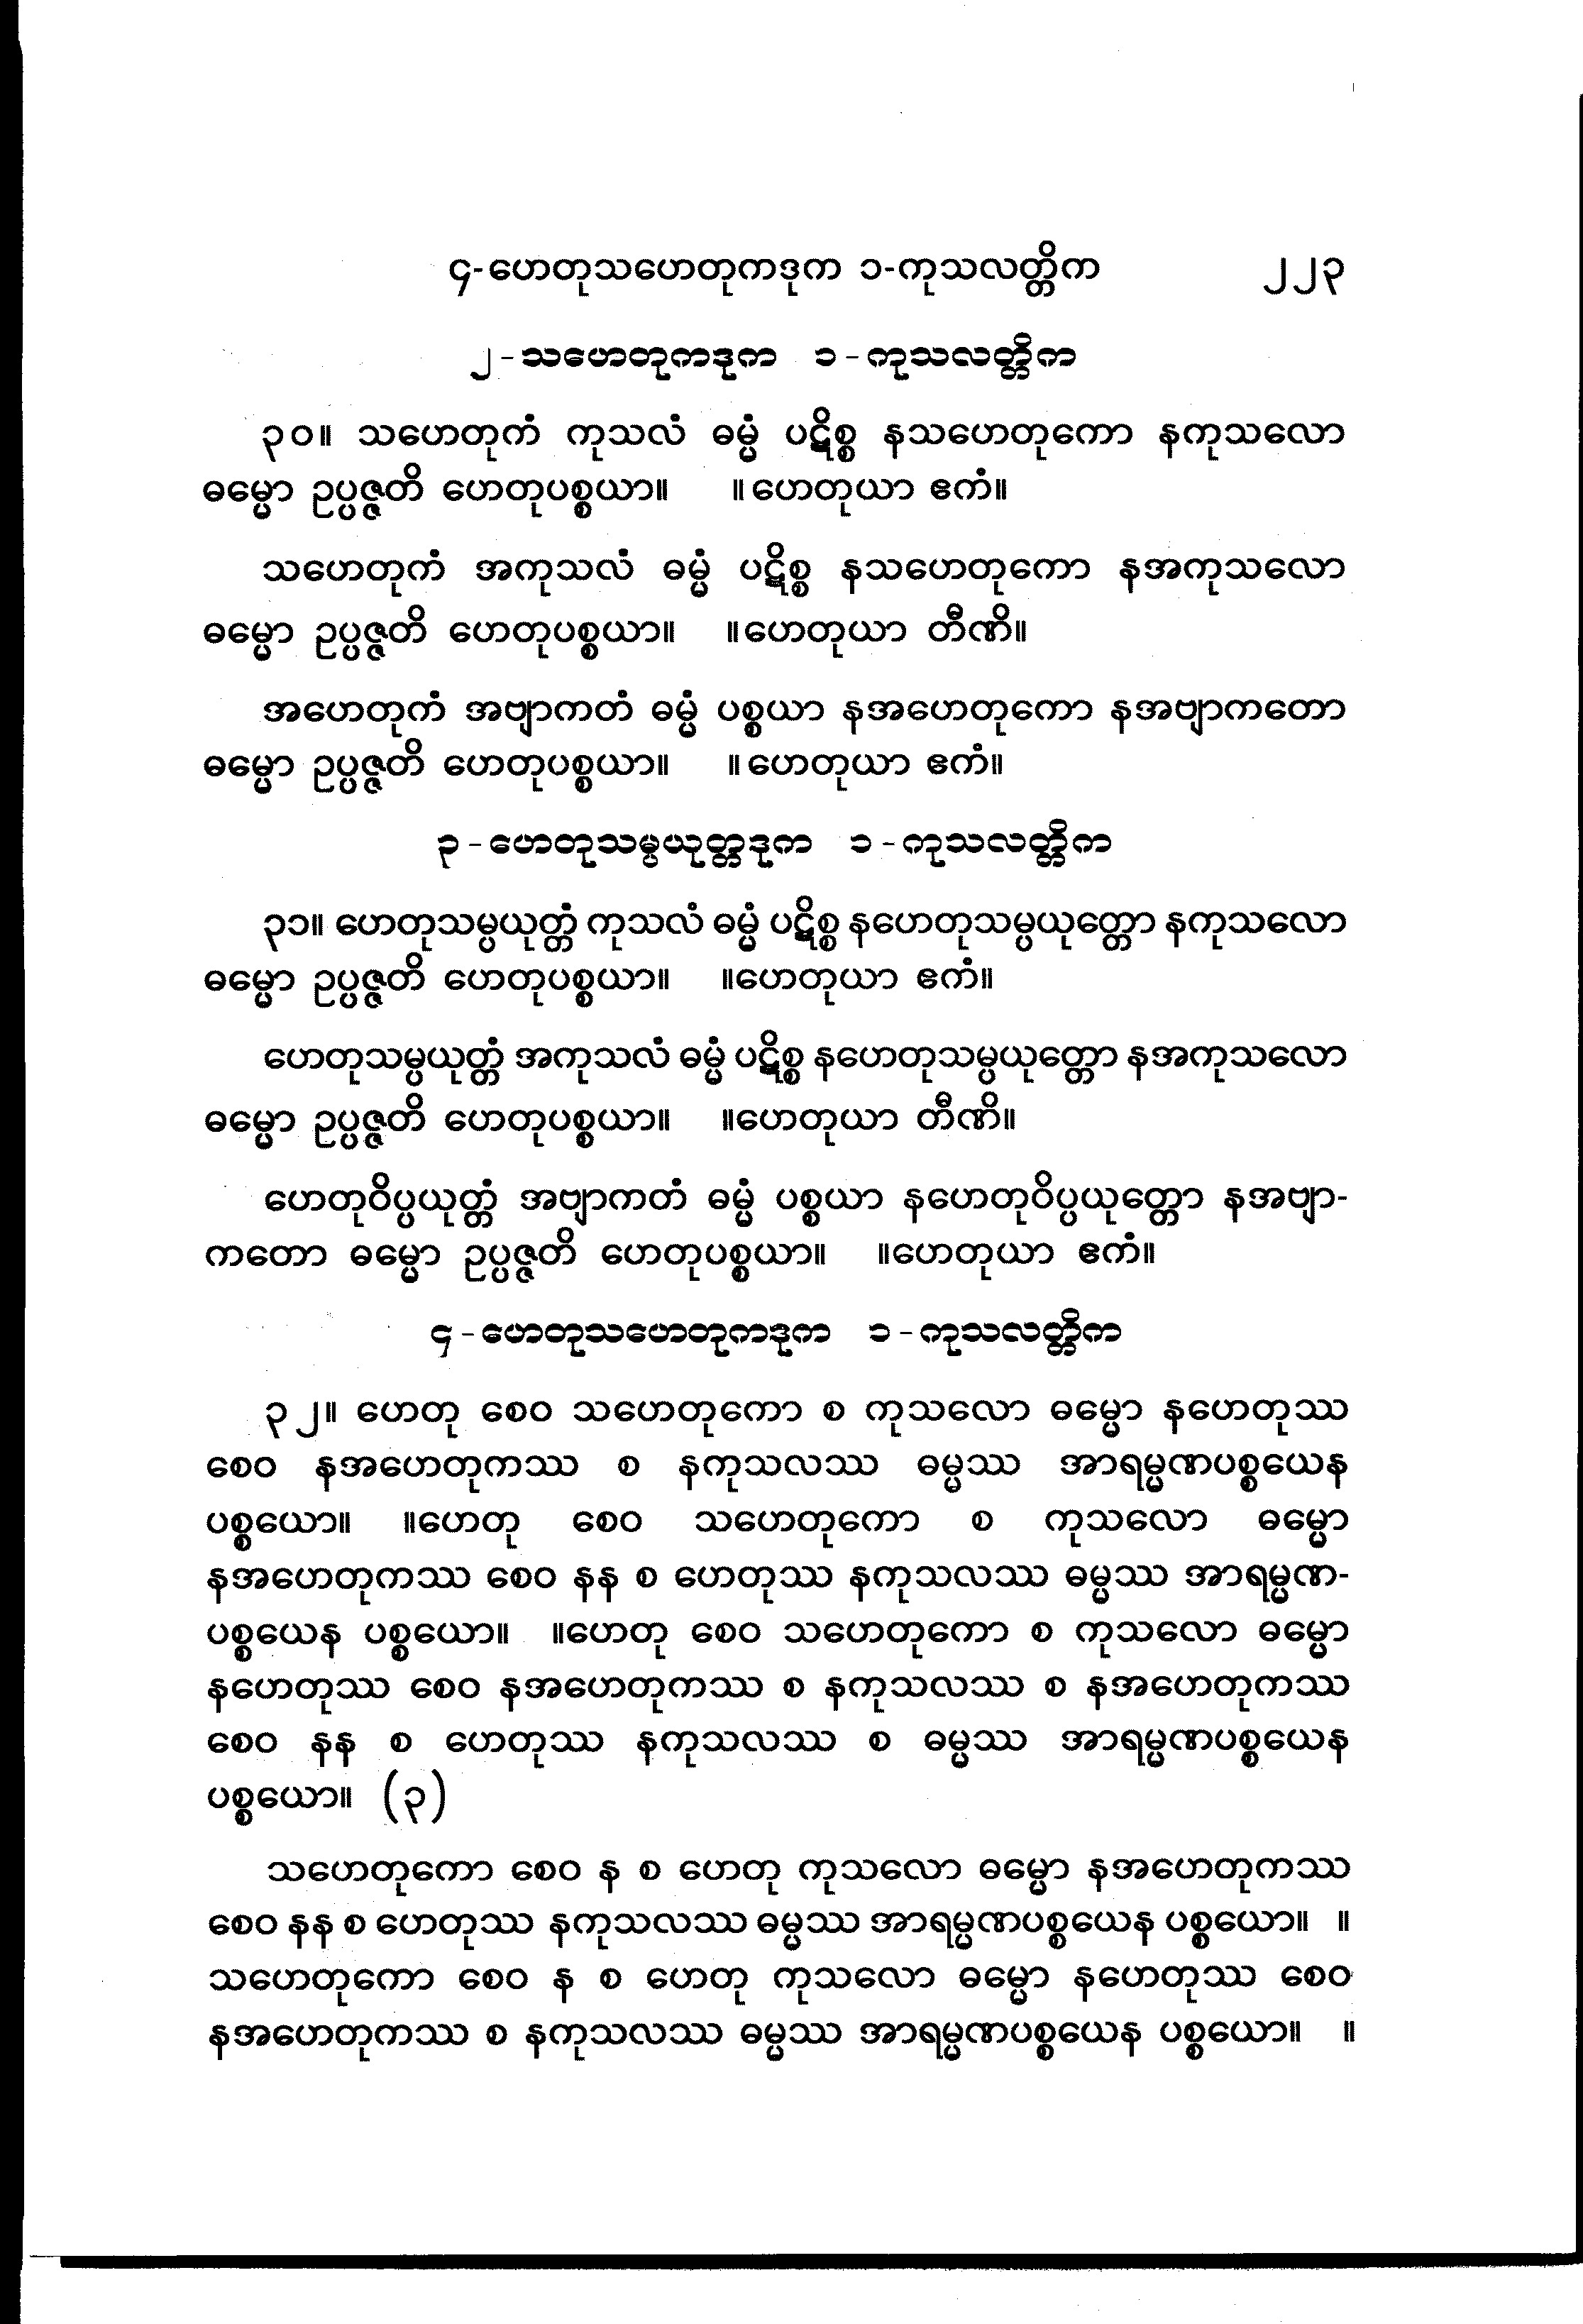 ၄-ဟေတုသဟေတုကဒုက ၁-ကုသလတ္တိက ၂၂၃
၂-သဟေတုကဒုက ၁-ကုသလတ္တိက
၃၀။ သဟေတုကံ ကုသလံ ဓမ္မံ ပဋိစ္စ နသဟေတုကော နကုသလော
ဓမ္မော ဥပ္ပဇ္ဇတိ ဟေတုပစ္စယာ။ ။ဟေတုယာ ဧကံ။
သဟေတုကံ အကုသလံ ဓမ္မံ ပဋိစ္စ နသဟေတုကော နအကုသလော
ဓမ္မော ဥပ္ပဇ္ဇတိ ဟေတုပစ္စယာ။ ။ဟေတုယာ တီဏိ။
အဟေတုကံ အဗျာကတံ ဓမ္မံ ပစ္စယာ နအဟေတုကော နအဗျာကတော
ဓမ္မော ဥပ္ပဇ္ဇတိ ဟေတုပစ္စယာ။ ။ဟေတုယာ ဧကံ။
၃-ဟေတုသမ္ပယုတ္တဒုက ၁-ကုသလတ္တိက
၃၁။ ဟေတုသမ္ပယုတ္တံ ကုသလံ ဓမ္မံ ပဋိစ္စ နဟေတုသမ္ပယုတ္တော နကုသလော
ဓမ္မော ဥပ္ပဇ္ဇတိ ဟေတုပစ္စယာ။ ။ဟေတုယာ ဧကံ။
ဟေတုသမ္ပယုတ္တံ အကုသလံ ဓမ္မံ ပဋိစ္စ နဟေတုသမ္ပယုတ္တော နအကုသလော
ဓမ္မော ဥပ္ပဇ္ဇတိ ဟေတုပစ္စယာ။ ။ဟေတုယာ တီဏိ။
ဟေတုဝိပ္ပယုတ္တံ အဗျာကတံ ဓမ္မံ ပစ္စယာ နဟေတုဝိပ္ပယုတ္တော နအဗျာ-
ကတော ဓမ္မော ဥပ္ပဇ္ဇတိ ဟေတုပစ္စယာ။ ။ဟေတုယာ ဧကံ။
၄-ဟေတုသဟေတုကဒုက ၁-ကုသလတ္တိက
၃၂။ ဟေတု စေဝ သဟေတုကော စ ကုသလော ဓမ္မော နဟေတုဿ
စေဝ နအဟေတုကဿ စ နကုသလဿ ဓမ္မဿ အာရမ္မဏပစ္စယေန
ပစ္စယော။ ။ဟေတု စေဝ သဟေတုကော စ ကုသလော ဓမ္မော
နအဟေတုကဿ စေဝ နန စ ဟေတုဿ နကုသလဿ ဓမ္မဿ အာရမ္မဏ-
ပစ္စယေန ပစ္စယော။ ။ဟေတု စေဝ သဟေတုကော စ ကုသလော ဓမ္မော
နဟေတုဿ စေဝ နအဟေတုကဿ စ နကုသလဿ စ နအဟေတုကဿ
စေဝ နန စ ဟေတုဿ နကုသလဿ စ ဓမ္မဿ အာရမ္မဏပစ္စယေန
ပစ္စယော။ (၃)
သဟေတုကော စေဝ န စ ဟေတု ကုသလော ဓမ္မော နအဟေတုကဿ
စေဝ နန စ ဟေတုဿ နကုသလဿ ဓမ္မဿ အာရမ္မဏပစ္စယေန ပစ္စယော။ ။
သဟေတုကော စေဝ န စ ဟေတု ကုသလော ဓမ္မော နဟေတုဿ စေဝ
နအဟေတုကဿ စ နကုသလဿ ဓမ္မဿ အာရမ္မဏပစ္စယေန ပစ္စယော။ ။